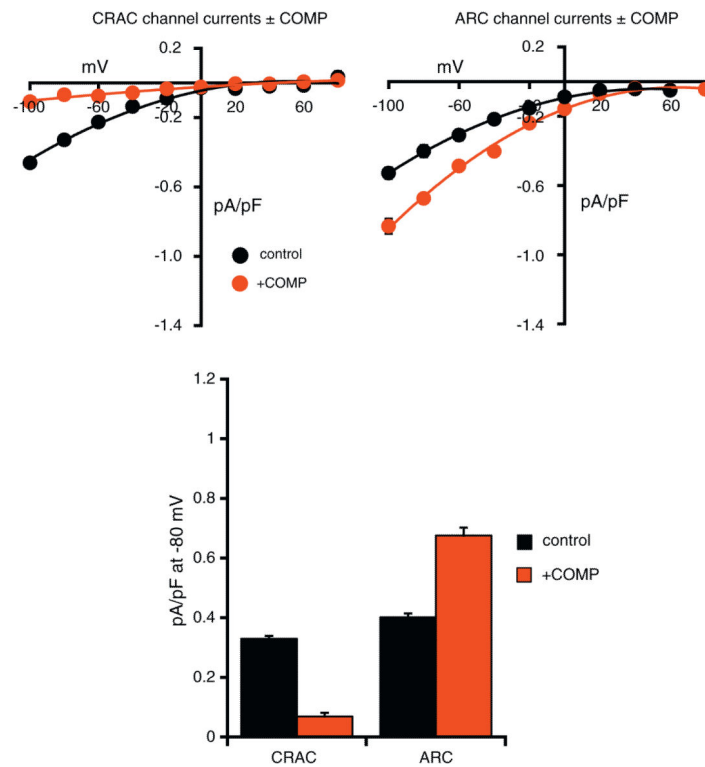 CRAC channel currents ± COMP
0.2
mV
-100
-60
-20
20
60
-0.2
-0.6
pA/pF
-1.0
-1.4
control
+COMP
ARC channel currents ± COMP
0.2
mV
-100
-60
-20
20
60
-0.2
-0.6
pA/pF
-1.0
-1.4
1.2
1
0.8
0.6
0.4
0.2
0
pA/pF at -80 mV
CRAC
ARC
control
+COMP